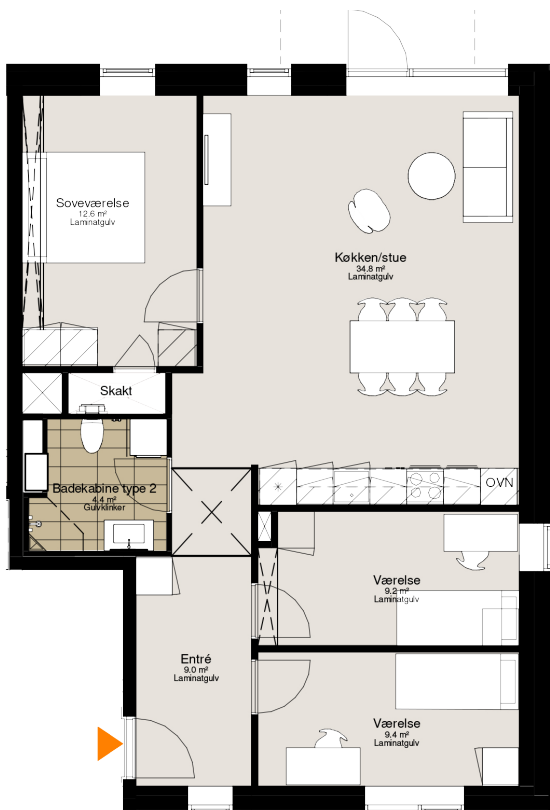 Soveværelse
12,6 m²
Laminatgulv
Køkken/stue
34,8 m²
Laminatgulv
Skakt
Badekabine type 2
4,4 m²
Gulvklinker
OVN
Værelse
9,2 m²
Laminatgulv
Entré
9,0 m²
Laminatgulv
Værelse
9,4 m²
Laminatgulv